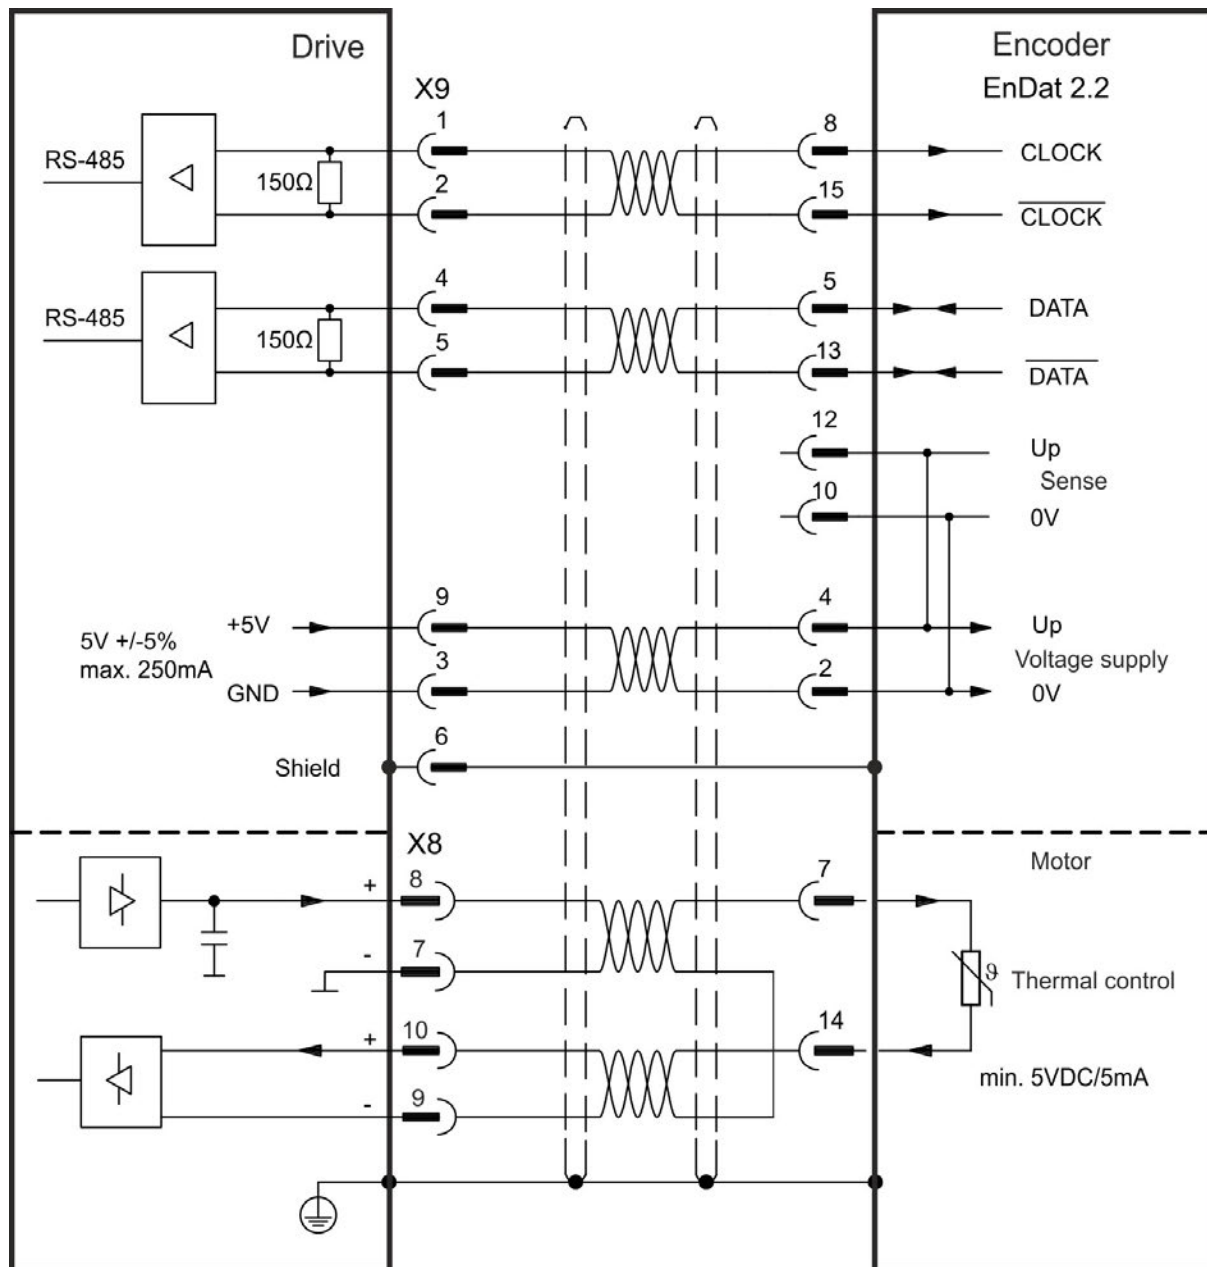 Drive
Encoder
EnDat 2.2
X9
1
8
RS-485
CLOCK
150Ω
2
15
CLOCK
4
5
RS-485
DATA
150Ω
5
13
DATA
12
Up
Sense
10
0V
9
4
+5V
Up
5V +/-5%
max. 250mA
Voltage supply
3
2
GND
0V
6
Shield
X8
Motor
8
7
+
7
-
ϑ
Thermal control
10
14
+
min. 5VDC/5mA
9
-